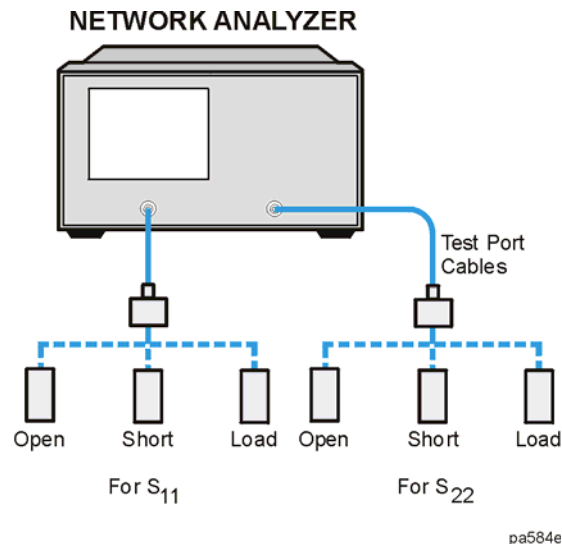 NETWORK ANALYZER
Test Port
Cables
Open Short Load Open Short Load
For S11 For S22
pa584e